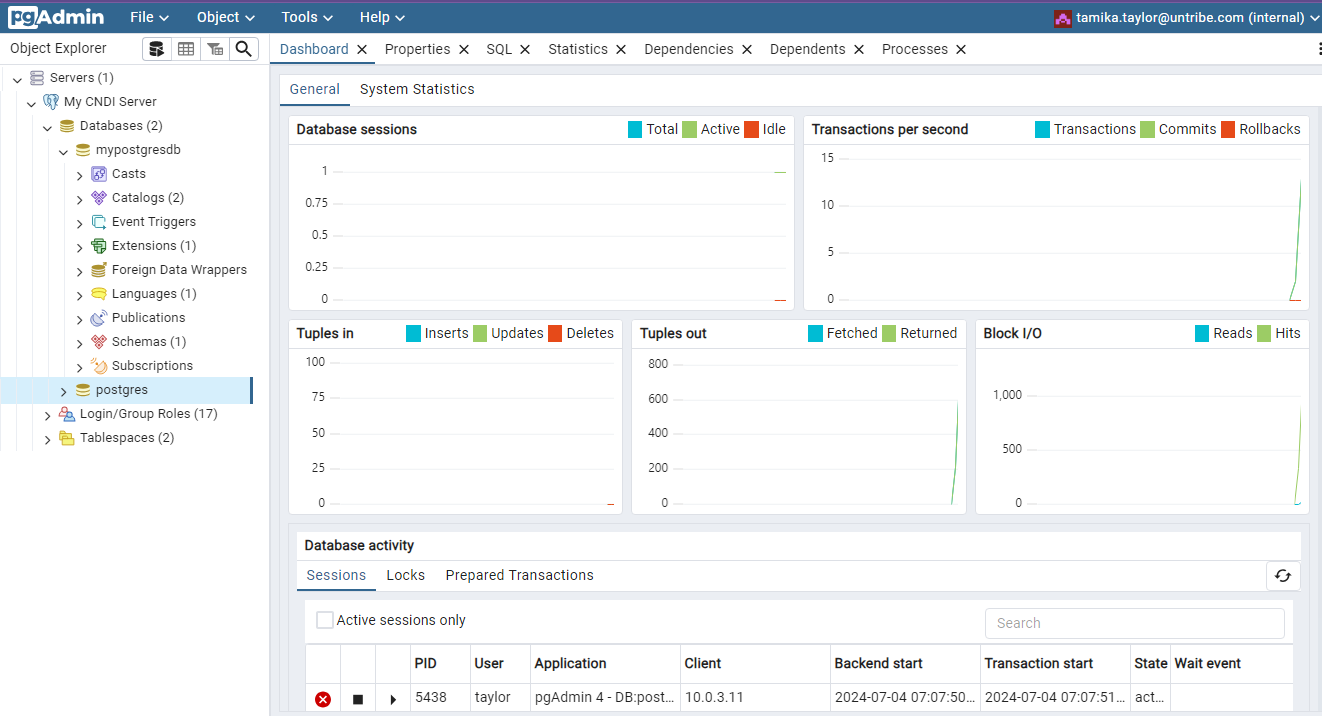 pgAdmin File Object Tools Help tamika.taylor@untribe.com (internal)
Object Explorer
Dashboard Properties SQL Statistics Dependencies Dependents Processes
Servers (1)
My CNDI Server
Databases (2)
mypostgresdb
Casts
Catalogs (2)
Event Triggers
Extensions (1)
Foreign Data Wrappers
Languages (1)
Publications
Schemas (1)
Subscriptions
postgres
Login/Group Roles (17)
Tablespaces (2)
General System Statistics
Database sessions Total Active Idle
1
0.75
0.5
0.25
0
Transactions per second Transactions Commits Rollbacks
15
10
5
0
Tuples in Inserts Updates Deletes
100
75
50
25
0
Tuples out Fetched Returned
800
600
400
200
0
Block I/O Reads Hits
1,000
500
0
Database activity
Sessions Locks Prepared Transactions
Active sessions only Search
PID User Application Client Backend start Transaction start State Wait event
5438 taylor pgAdmin 4 - DB:post... 10.0.3.11 2024-07-04 07:07:50... 2024-07-04 07:07:51... act...